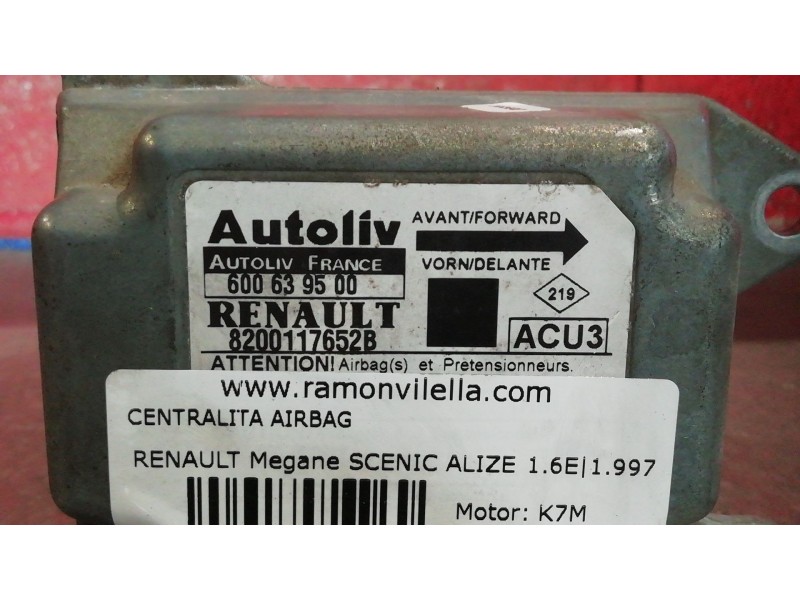 Autoliv
AUTOLIV FRANCE
600 63 95 00
RENAULT
8200117652B
AVANT/FORWARD
VORN/DELANTE
219
ACU3
ATTENTION! Airbag(s) et Pretensionneurs.
www.ramonvilella.com
CENTRALITA AIRBAG
RENAULT Megane SCENIC ALIZE 1.6E|1.997
Motor: K7M